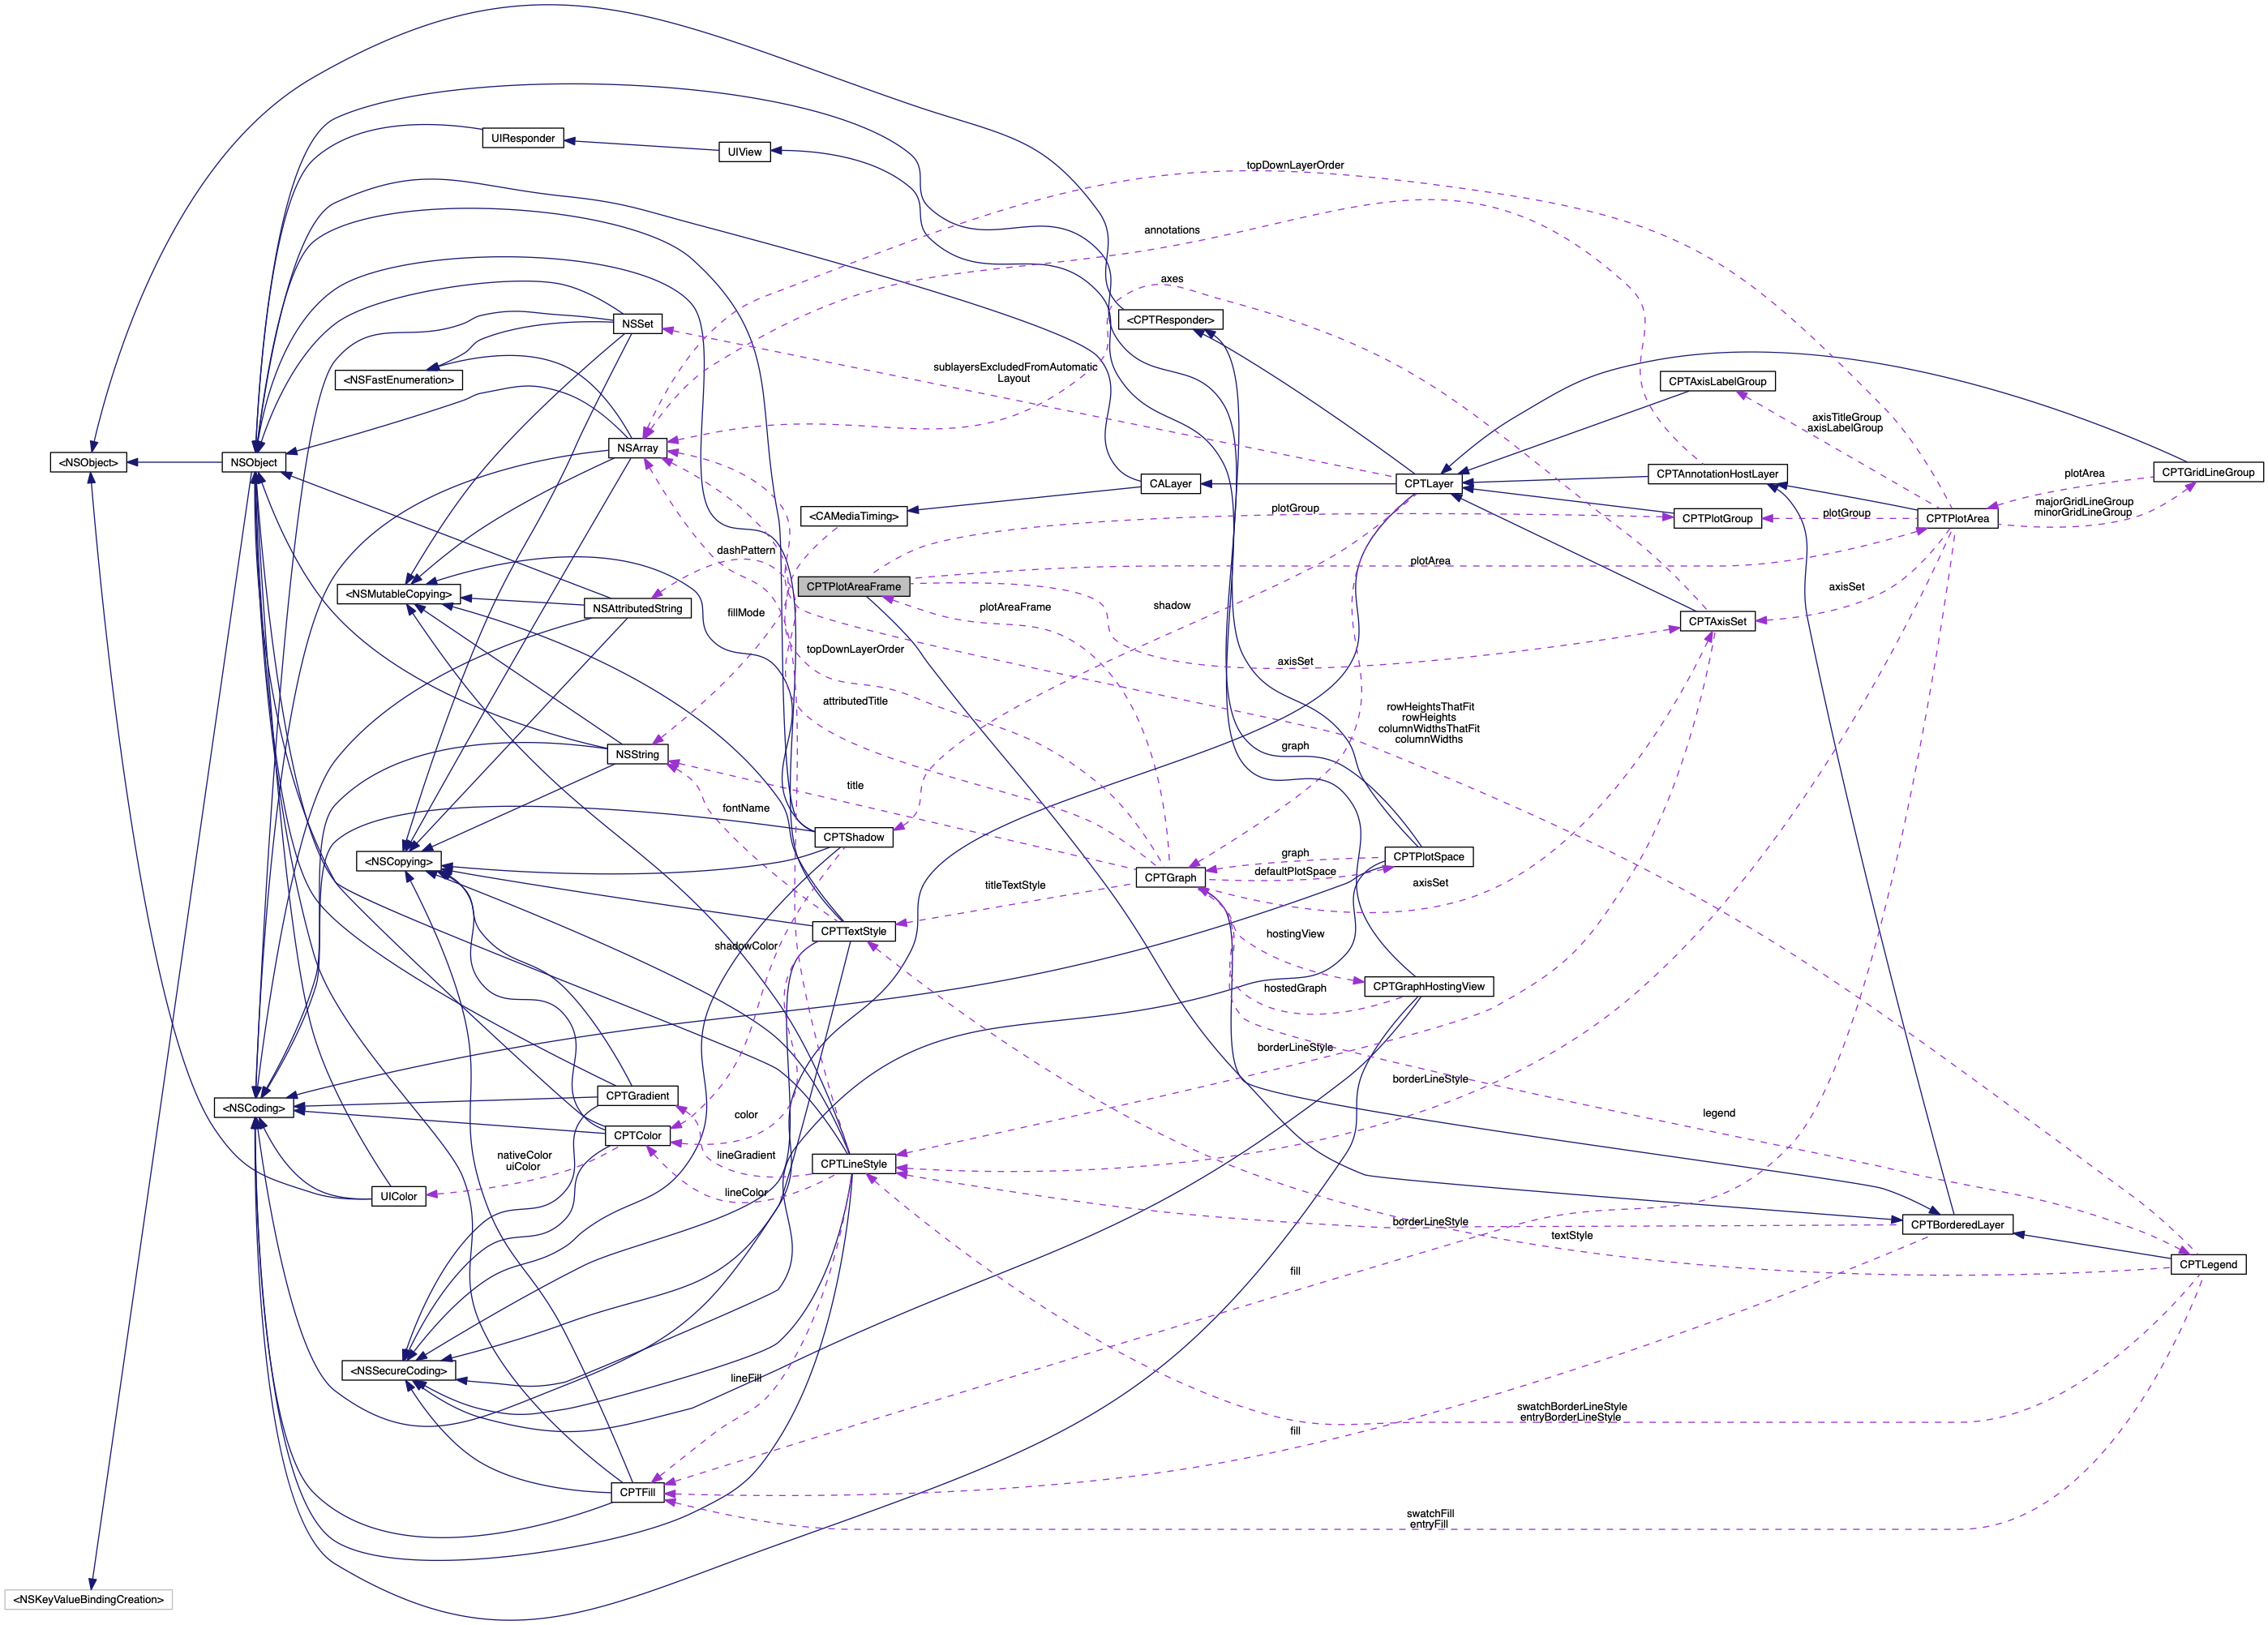 UIResponder
UIView
topDownLayerOrder
annotations
axes
NSSet
<CPTResponder>
<NSFastEnumeration>
sublayersExcludedFromAutomatic
Layout
CPTAxisLabelGroup
axisTitleGroup
axisLabelGroup
NSArray
<NSObject>
NSObject
CALayer
CPTLayer
CPTAnnotationHostLayer
plotArea
CPTGridLineGroup
<CAMediaTiming>
plotGroup
CPTPlotGroup
plotGroup
CPTPlotArea
majorGridLineGroup
minorGridLineGroup
dashPattern
plotArea
CPTPlotAreaFrame
<NSMutableCopying>
NSAttributedString
fillMode
plotAreaFrame
shadow
axisSet
CPTAxisSet
topDownLayerOrder
axisSet
attributedTitle
rowHeightsThatFit
rowHeights
columnWidthsThatFit
columnWidths
NSString
graph
title
fontName
CPTShadow
<NSCopying>
graph
CPTPlotSpace
CPTGraph
defaultPlotSpace
titleTextStyle
axisSet
CPTTextStyle
hostingView
shadowColor
hostedGraph
CPTGraphHostingView
borderLineStyle
borderLineStyle
CPTGradient
<NSCoding>
color
legend
CPTColor
nativeColor
uiColor
lineGradient
CPTLineStyle
UIColor
lineColor
borderLineStyle
CPTBorderedLayer
textStyle
CPTLegend
fill
<NSSecureCoding>
lineFill
swatchBorderLineStyle
entryBorderLineStyle
fill
CPTFill
swatchFill
entryFill
<NSKeyValueBindingCreation>